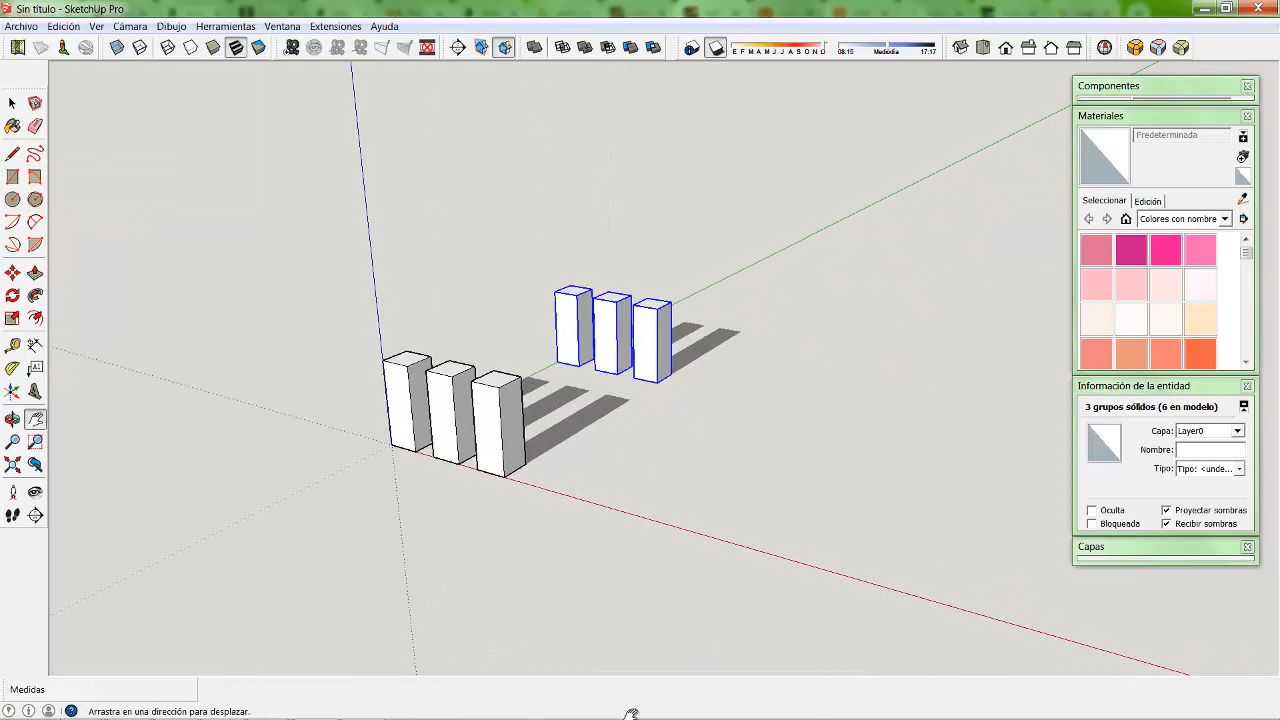 Sin título - SketchUp Pro
Archivo Edición Ver Cámara Dibujo Herramientas Ventana Extensiones Ayuda
E F M A M J J A S O N D
08:15 Mediodía 17:17
Componentes
Materiales
Predeterminada
Seleccionar Edición
Colores con nombre
Información de la entidad
3 grupos sólidos (6 en modelo)
Capa: Layer0
Nombre:
Tipo: Tipo: <unde...
Oculta Proyectar sombras
Bloqueada Recibir sombras
Capas
Medidas
Arrastra en una dirección para desplazar.